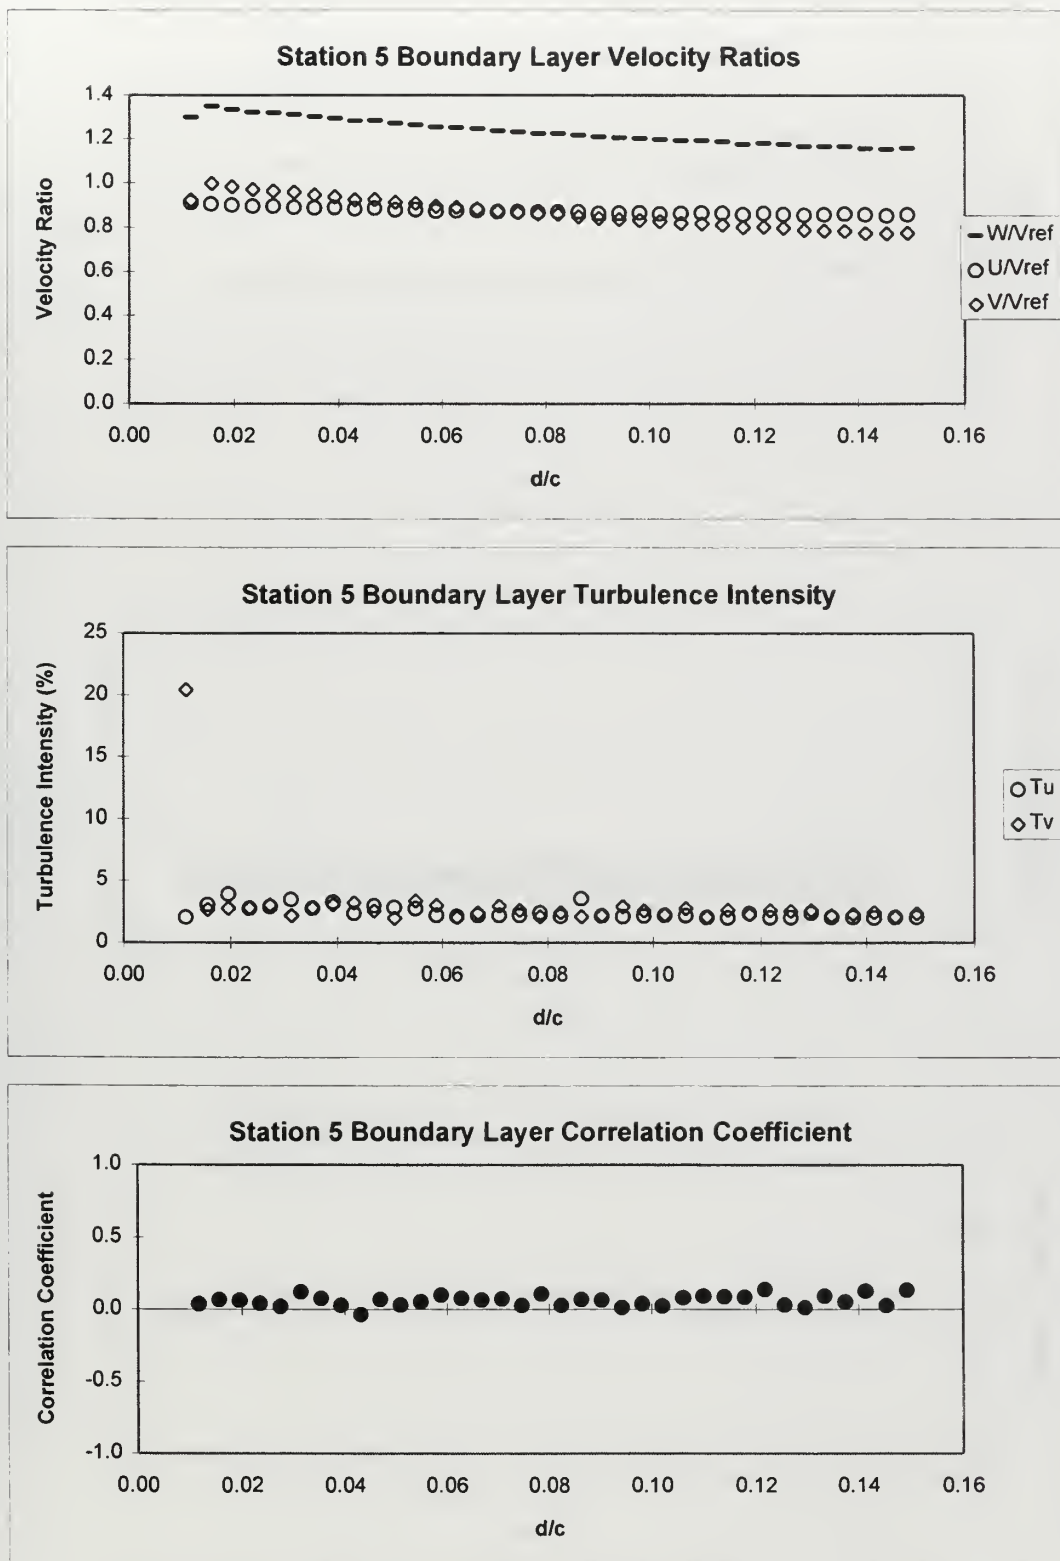 Station 5 Boundary Layer Velocity Ratios
1.4
1.2
1.0
0.8
0.6
0.4
0.2
0.0
Velocity Ratio
0.00 0.02 0.04 0.06 0.08 0.10 0.12 0.14 0.16
d/c
W/Vref
U/Vref
V/Vref
Station 5 Boundary Layer Turbulence Intensity
25
20
15
10
5
0
Turbulence Intensity (%)
0.00 0.02 0.04 0.06 0.08 0.10 0.12 0.14 0.16
d/c
Tu
Tv
Station 5 Boundary Layer Correlation Coefficient
1.0
0.5
0.0
-0.5
-1.0
Correlation Coefficient
0.00 0.02 0.04 0.06 0.08 0.10 0.12 0.14 0.16
d/c